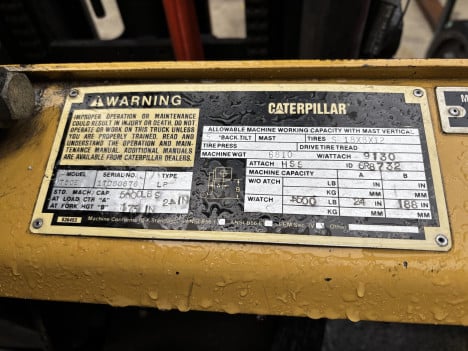 WARNING
IMPROPER OPERATION OR MAINTENANCE
COULD RESULT IN INJURY OR DEATH. DO NOT
OPERATE OR WORK ON THIS TRUCK UNLESS
YOU ARE PROPERLY TRAINED. READ AND
UNDERSTAND THE OPERATION AND MAIN-
TENANCE MANUAL. ADDITIONAL MANUALS
ARE AVAILABLE FROM CATERPILLAR DEALERS.
MODEL SERIAL NO. TYPE
LP
STD. MACH. CAP.
AT LOAD CTR "A" 24 IN
AT FORK HGT "B"
CATERPILLAR
ALLOWABLE MACHINE WORKING CAPACITY WITH MAST VERTICAL
BACK TILT MAST TIRES
TIRE PRESS DRIVE TIRE TREAD
MACHINE WGT 6810 W/ATTACH 9130
ATTACH HSS ID
MACHINE CAPACITY A B
W/O ATCH LB IN IN
KG MM MM
W/ATCH LB 24 IN 188 IN
KG MM MM